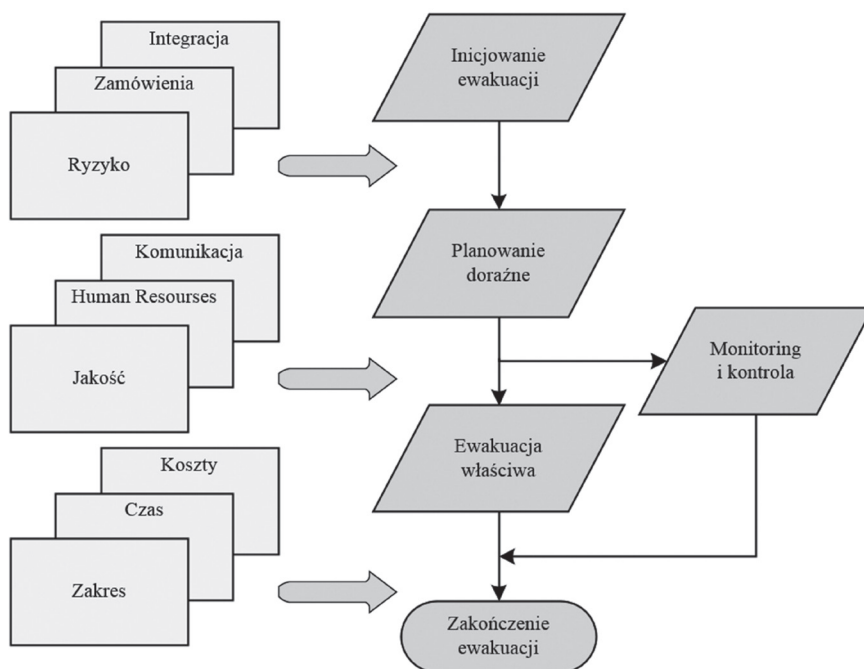 Integracja
Zamówienia
Ryzyko
Inicjowanie
ewakuacji
Komunikacja
Human Resourses
Jakość
Planowanie
doraźne
Monitoring
i kontrola
Koszty
Czas
Zakres
Ewakuacja
właściwa
Zakończenie
ewakuacji